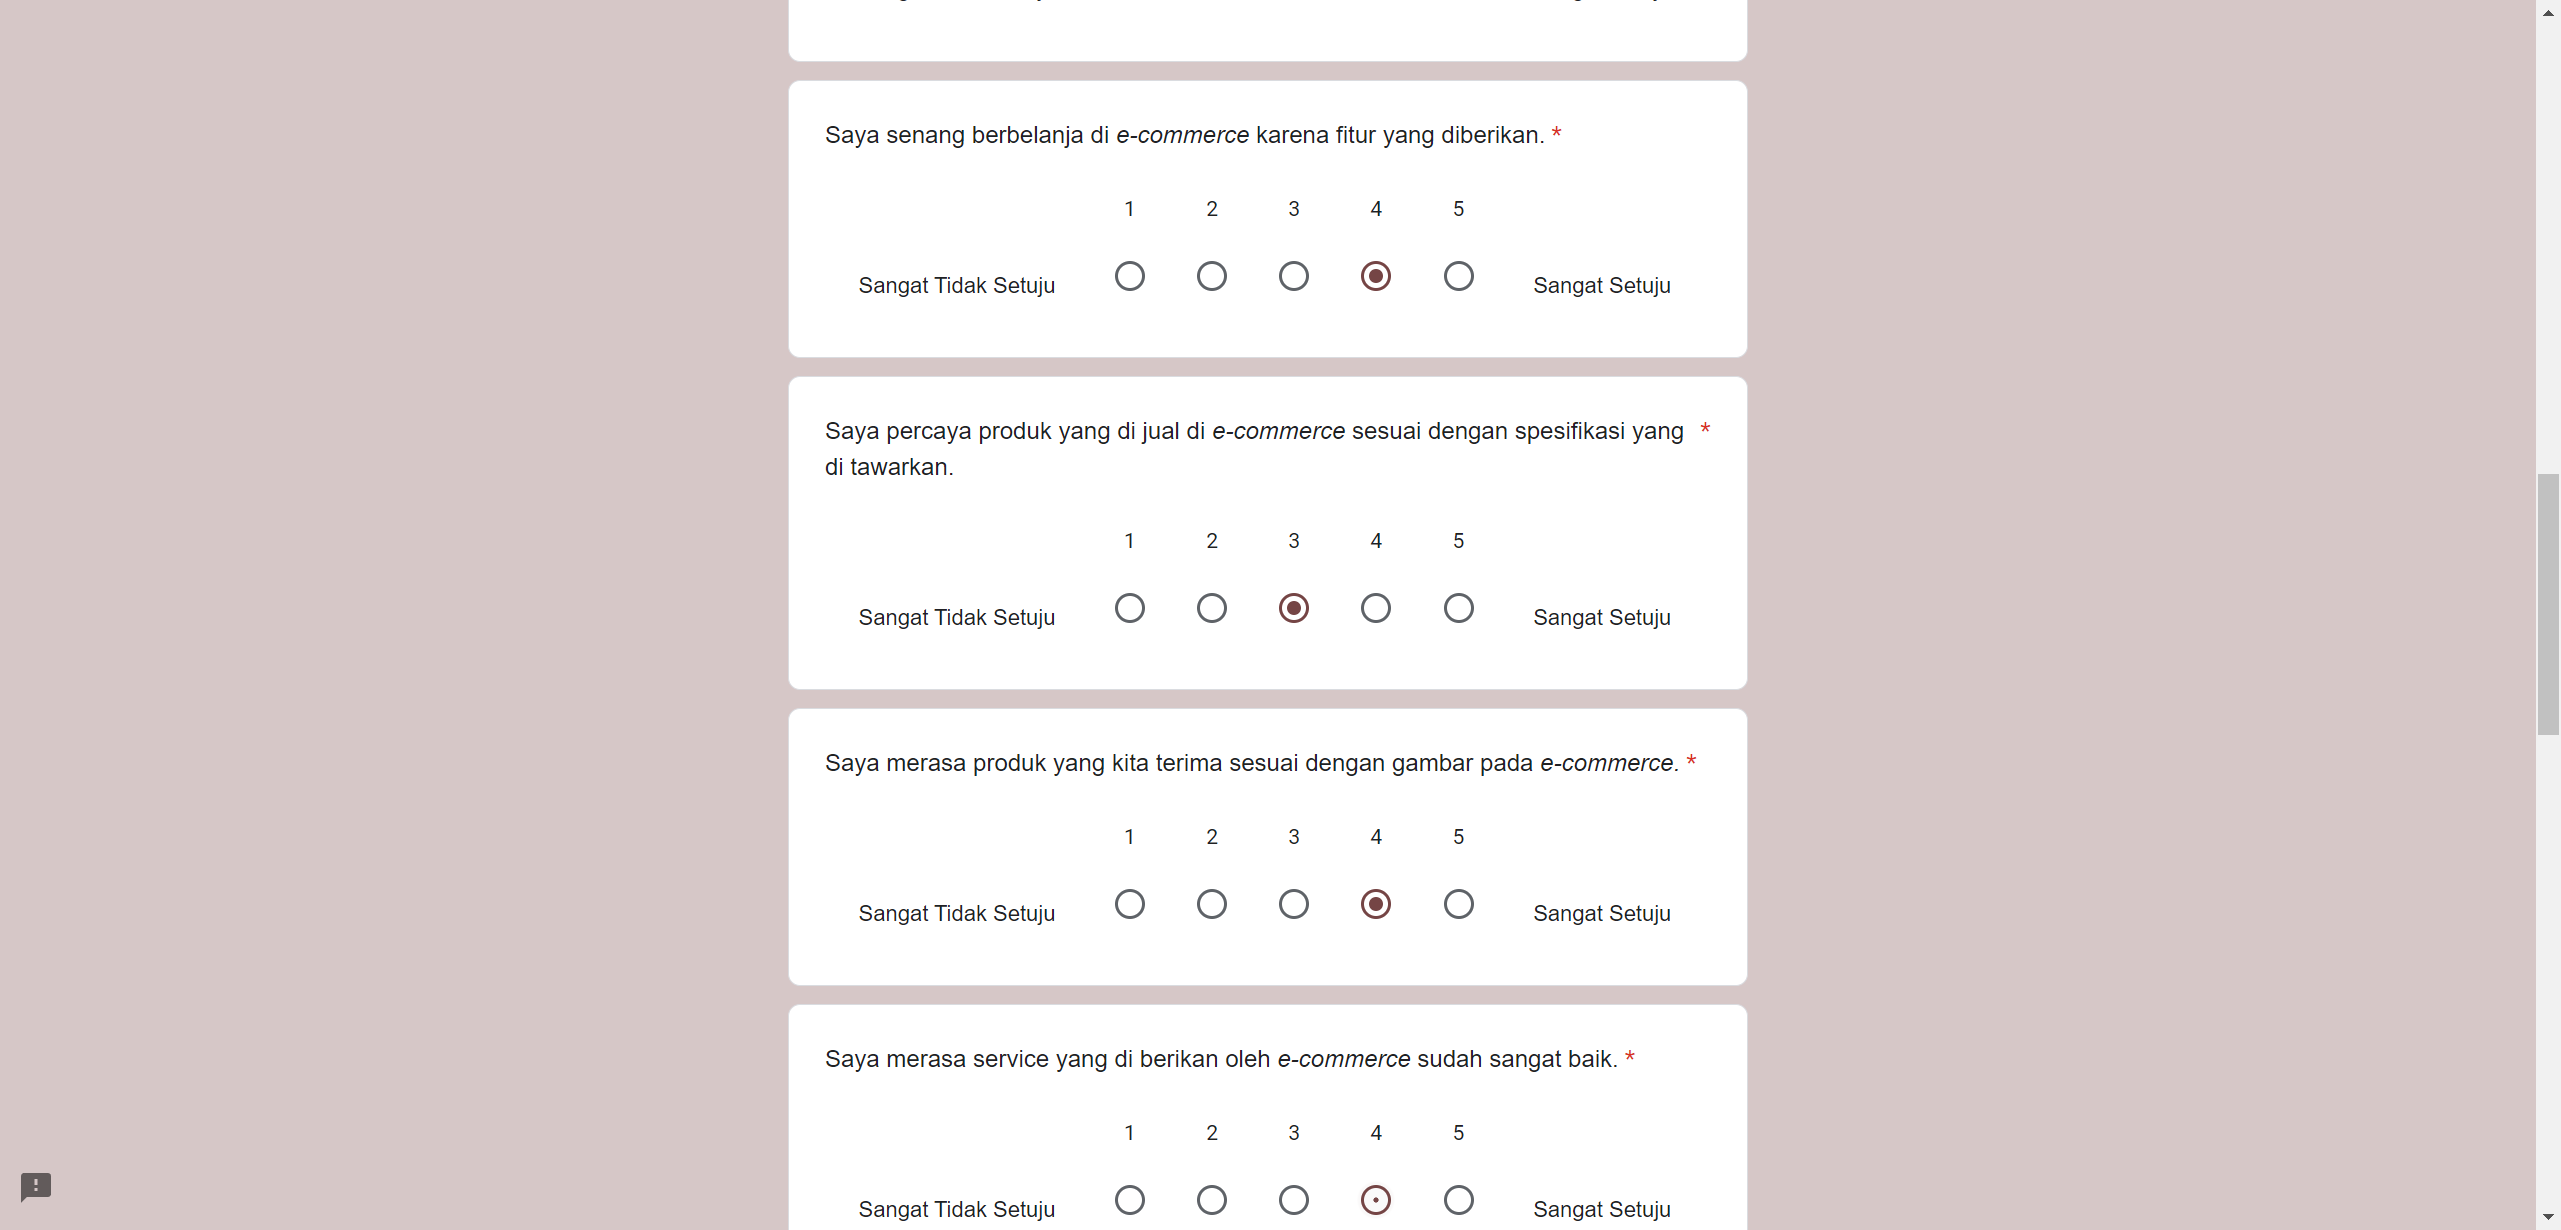 Saya senang berbelanja di e-commerce karena fitur yang diberikan. *
1 2 3 4 5
Sangat Tidak Setuju Sangat Setuju
Saya percaya produk yang di jual di e-commerce sesuai dengan spesifikasi yang *
di tawarkan.
1 2 3 4 5
Sangat Tidak Setuju Sangat Setuju
Saya merasa produk yang kita terima sesuai dengan gambar pada e-commerce. *
1 2 3 4 5
Sangat Tidak Setuju Sangat Setuju
Saya merasa service yang di berikan oleh e-commerce sudah sangat baik. *
1 2 3 4 5
Sangat Tidak Setuju Sangat Setuju